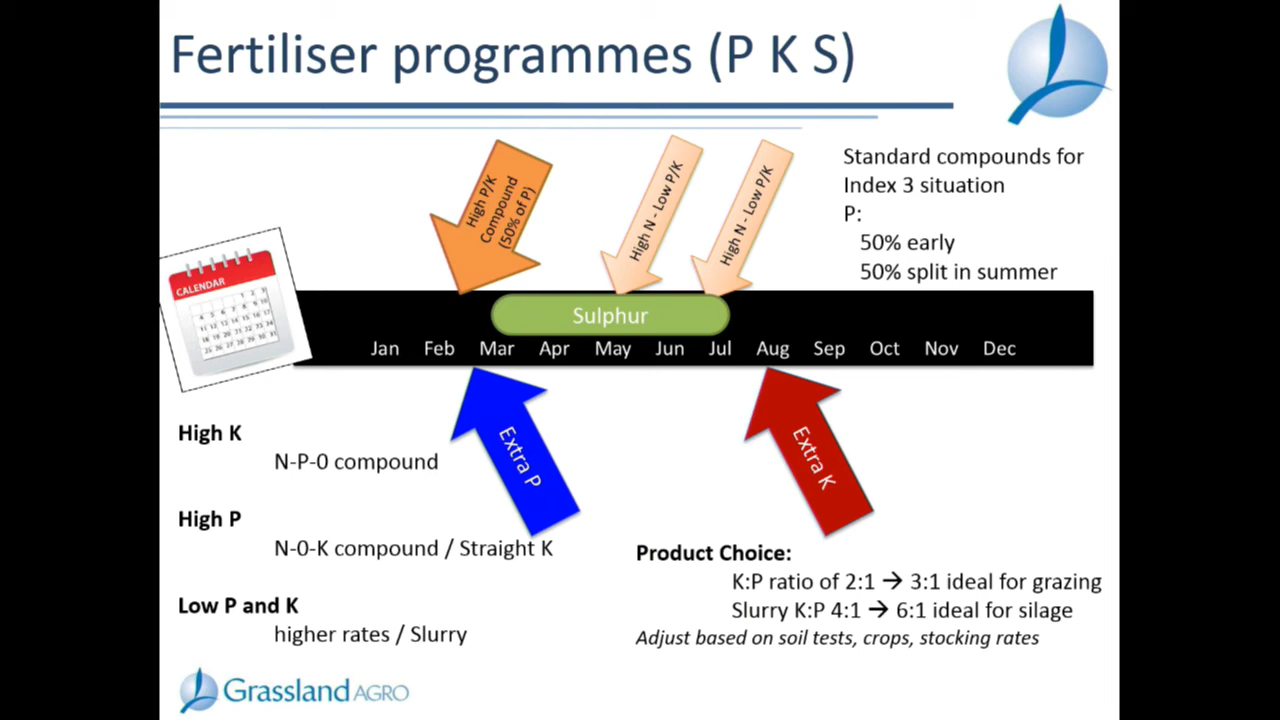 Fertiliser programmes (P K S)
High P/K
Compound
(50% of P)
High N - Low P/K
High N - Low P/K
Standard compounds for
Index 3 situation
P:
50% early
50% split in summer
CALENDAR
Sulphur
Jan Feb Mar Apr May Jun Jul Aug Sep Oct Nov Dec
Extra P
Extra K
High K
N-P-0 compound
High P
N-0-K compound / Straight K
Low P and K
higher rates / Slurry
Product Choice:
K:P ratio of 2:1 → 3:1 ideal for grazing
Slurry K:P 4:1 → 6:1 ideal for silage
Adjust based on soil tests, crops, stocking rates
Grassland AGRO